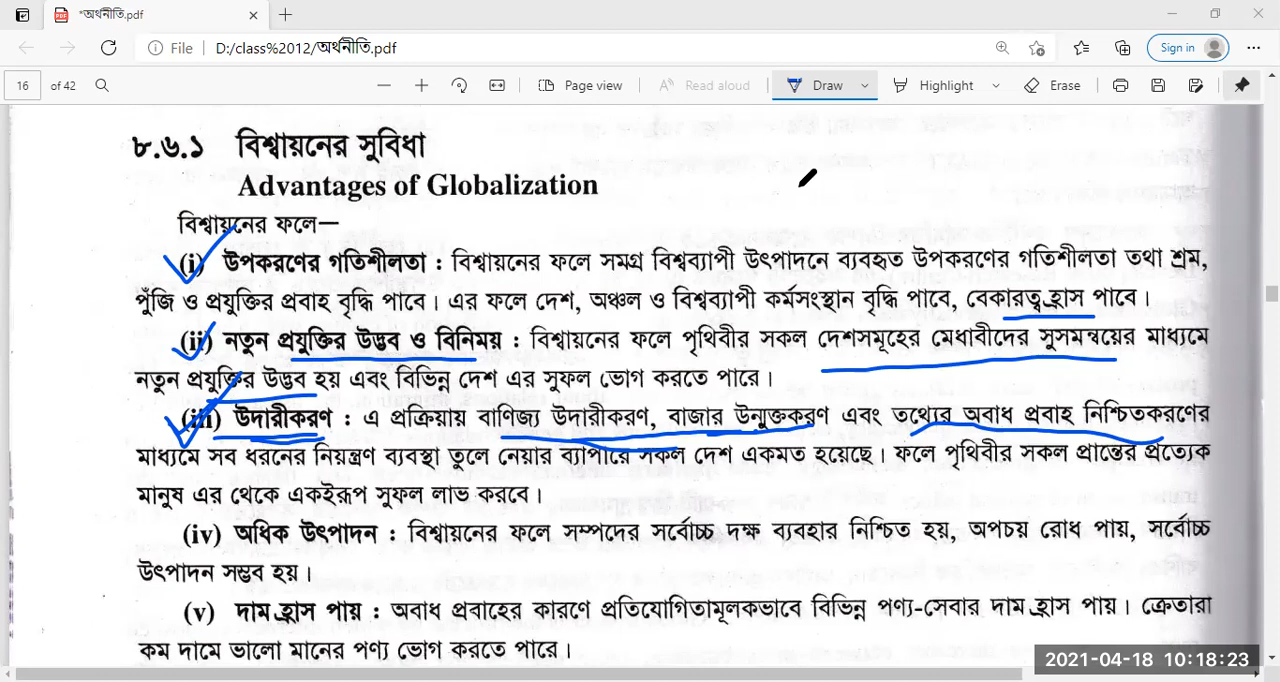 *অর্থনীতি.pdf
File D:/class%2012/অর্থনীতি.pdf Sign in
16 of 42 Page view Read aloud Draw Highlight Erase
৮.৬.১ বিশ্বায়নের সুবিধা
Advantages of Globalization
বিশ্বায়নের ফলে—
(i) উপকরণের গতিশীলতা : বিশ্বায়নের ফলে সমগ্র বিশ্বব্যাপী উৎপাদনে ব্যবহৃত উপকরণের গতিশীলতা তথা শ্রম,
পুঁজি ও প্রযুক্তির প্রবাহ বৃদ্ধি পাবে। এর ফলে দেশ, অঞ্চল ও বিশ্বব্যাপী কর্মসংস্থান বৃদ্ধি পাবে, বেকারত্ব হ্রাস পাবে।
(ii) নতুন প্রযুক্তির উদ্ভব ও বিনিময় : বিশ্বায়নের ফলে পৃথিবীর সকল দেশসমূহের মেধাবীদের সুসমন্বয়ের মাধ্যমে
নতুন প্রযুক্তির উদ্ভব হয় এবং বিভিন্ন দেশ এর সুফল ভোগ করতে পারে।
(iii) উদারীকরণ : এ প্রক্রিয়ায় বাণিজ্য উদারীকরণ, বাজার উন্মুক্তকরণ এবং তথ্যের অবাধ প্রবাহ নিশ্চিতকরণের
মাধ্যমে সব ধরনের নিয়ন্ত্রণ ব্যবস্থা তুলে নেয়ার ব্যাপারে সকল দেশ একমত হয়েছে। ফলে পৃথিবীর সকল প্রান্তের প্রত্যেক
মানুষ এর থেকে একইরূপ সুফল লাভ করবে।
(iv) অধিক উৎপাদন : বিশ্বায়নের ফলে সম্পদের সর্বোচ্চ দক্ষ ব্যবহার নিশ্চিত হয়, অপচয় রোধ পায়, সর্বোচ্চ
উৎপাদন সম্ভব হয়।
(v) দাম হ্রাস পায় : অবাধ প্রবাহের কারণে প্রতিযোগিতামূলকভাবে বিভিন্ন পণ্য-সেবার দাম হ্রাস পায়। ক্রেতারা
কম দামে ভালো মানের পণ্য ভোগ করতে পারে।
2021-04-18 10:18:23